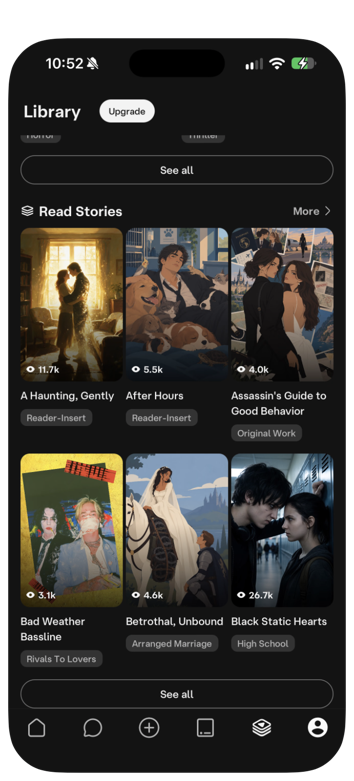 10:52
Library
Upgrade
Horror
Thriller
See all
Read Stories
More
11.7k
5.5k
4.0k
A Haunting, Gently
After Hours
Assassin's Guide to
Good Behavior
Reader-Insert
Reader-Insert
Original Work
3.1k
4.6k
26.7k
Bad Weather
Bassline
Betrothal, Unbound
Black Static Hearts
Rivals To Lovers
Arranged Marriage
High School
See all